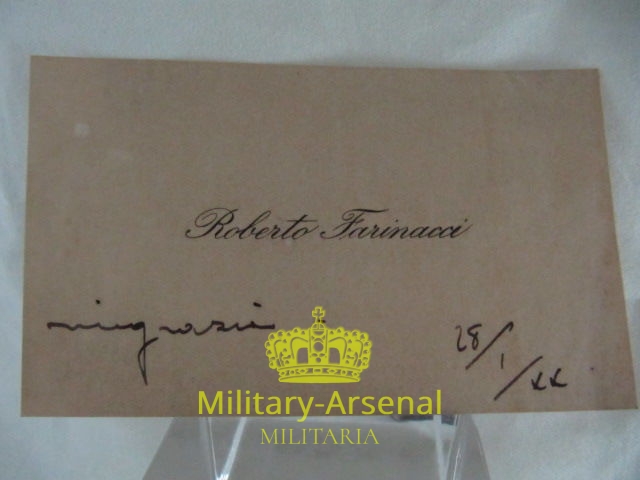 Roberto Farinacci
ringrazia
28/1/XX
Military-Arsenal
MILITARIA